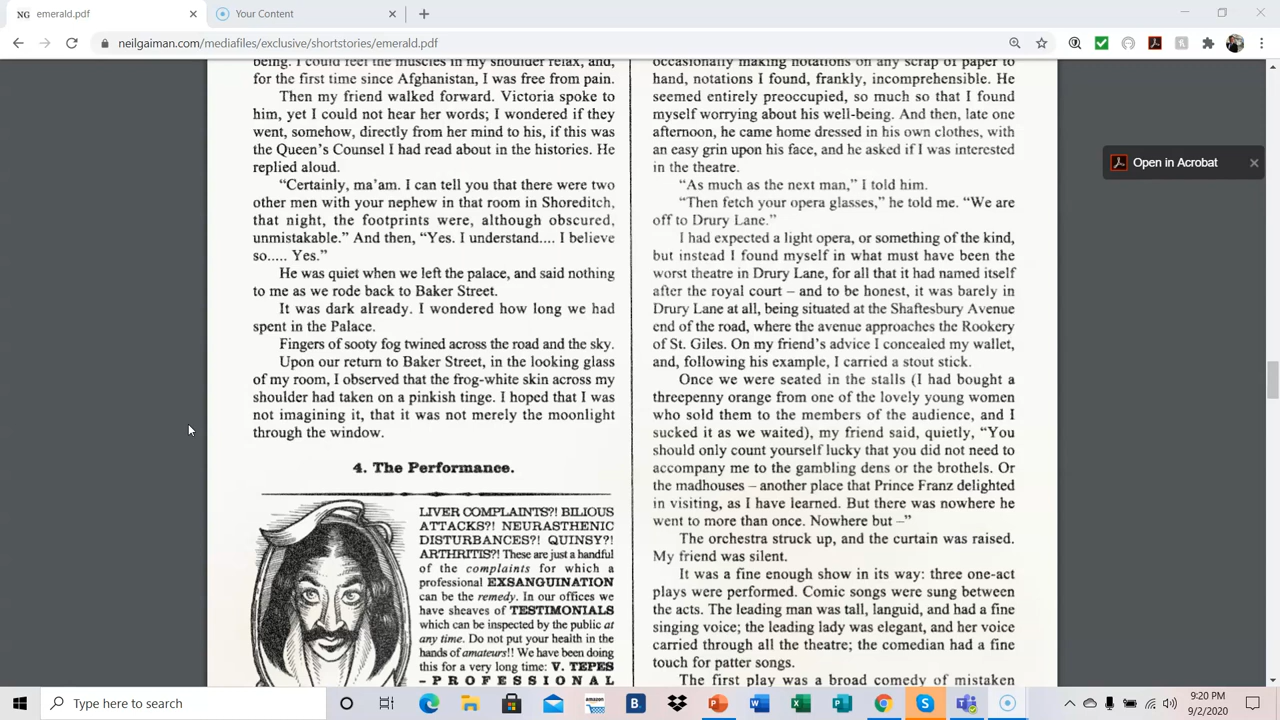 NG emerald.pdf
Your Content
neilgaiman.com/mediafiles/exclusive/shortstories/emerald.pdf
Open in Acrobat
being. I could feel the muscles in my shoulder relax, and,
for the first time since Afghanistan, I was free from pain.
Then my friend walked forward. Victoria spoke to
him, yet I could not hear her words; I wondered if they
went, somehow, directly from her mind to his, if this was
the Queen's Counsel I had read about in the histories. He
replied aloud.
“Certainly, ma'am. I can tell you that there were two
other men with your nephew in that room in Shoreditch,
that night, the footprints were, although obscured,
unmistakable.” And then, “Yes. I understand.... I believe
so..... Yes.”
He was quiet when we left the palace, and said nothing
to me as we rode back to Baker Street.
It was dark already. I wondered how long we had
spent in the Palace.
Fingers of sooty fog twined across the road and the sky.
Upon our return to Baker Street, in the looking glass
of my room, I observed that the frog-white skin across my
shoulder had taken on a pinkish tinge. I hoped that I was
not imagining it, that it was not merely the moonlight
through the window.
4. The Performance.
LIVER COMPLAINTS?! BILIOUS
ATTACKS?! NEURASTHENIC
DISTURBANCES?! QUINSY?!
ARTHRITIS?! These are just a handful
of the complaints for which a
professional EXSANGUINATION
can be the remedy. In our offices we
have sheaves of TESTIMONIALS
which can be inspected by the public at
any time. Do not put your health in the
hands of amateurs!! We have been doing
this for a very long time: V. TEPES
– PROFESSIONAL
occasionally making notations on any scrap of paper to
hand, notations I found, frankly, incomprehensible. He
seemed entirely preoccupied, so much so that I found
myself worrying about his well-being. And then, late one
afternoon, he came home dressed in his own clothes, with
an easy grin upon his face, and he asked if I was interested
in the theatre.
“As much as the next man,” I told him.
“Then fetch your opera glasses,” he told me. “We are
off to Drury Lane.”
I had expected a light opera, or something of the kind,
but instead I found myself in what must have been the
worst theatre in Drury Lane, for all that it had named itself
after the royal court – and to be honest, it was barely in
Drury Lane at all, being situated at the Shaftesbury Avenue
end of the road, where the avenue approaches the Rookery
of St. Giles. On my friend's advice I concealed my wallet,
and, following his example, I carried a stout stick.
Once we were seated in the stalls (I had bought a
threepenny orange from one of the lovely young women
who sold them to the members of the audience, and I
sucked it as we waited), my friend said, quietly, “You
should only count yourself lucky that you did not need to
accompany me to the gambling dens or the brothels. Or
the madhouses – another place that Prince Franz delighted
in visiting, as I have learned. But there was nowhere he
went to more than once. Nowhere but –”
The orchestra struck up, and the curtain was raised.
My friend was silent.
It was a fine enough show in its way: three one-act
plays were performed. Comic songs were sung between
the acts. The leading man was tall, languid, and had a fine
singing voice; the leading lady was elegant, and her voice
carried through all the theatre; the comedian had a fine
touch for patter songs.
The first play was a broad comedy of mistaken
Type here to search
amazon
B.
9:20 PM
9/2/2020